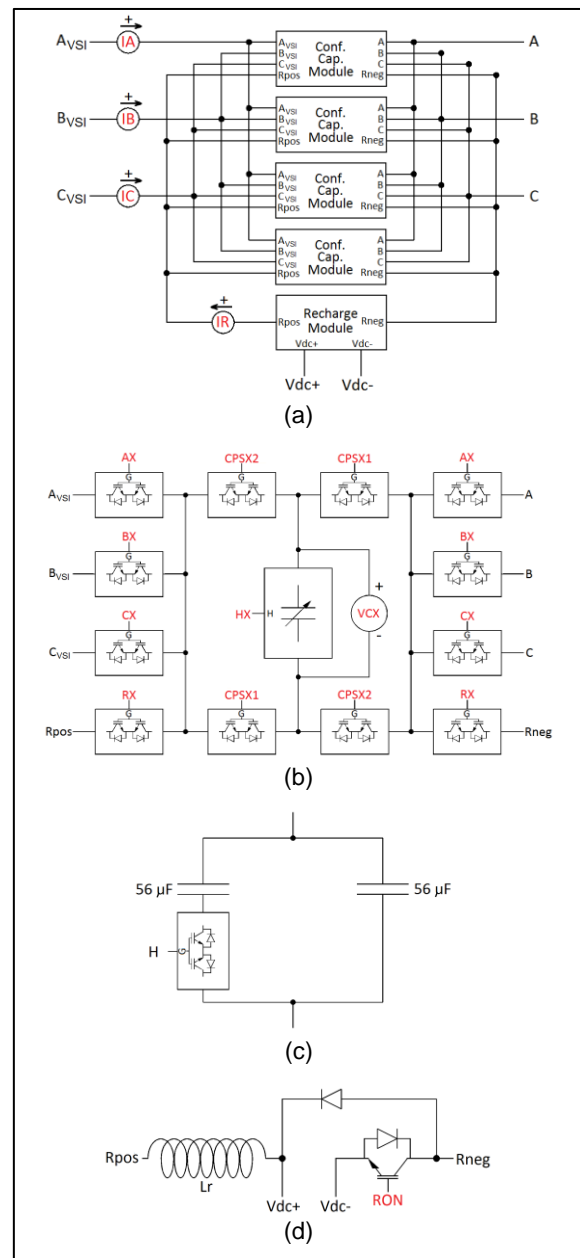 +
A_VSI IA A_VSI B_VSI C_VSI Rpos Conf. Cap. Module A B C Rneg A
+
B_VSI IB A_VSI B_VSI C_VSI Rpos Conf. Cap. Module A B C Rneg B
+
C_VSI IC A_VSI B_VSI C_VSI Rpos Conf. Cap. Module A B C Rneg C
A_VSI B_VSI C_VSI Rpos Conf. Cap. Module A B C Rneg
+
IR Rpos Recharge Module Rneg
Vdc+ Vdc-
Vdc+ Vdc-
(a)
AX CPSX2 CPSX1 AX
G G G G
A_VSI A
BX BX
G G
B_VSI B
HX H + VCX -
CX CX
G G
C_VSI C
RX CPSX1 CPSX2 RX
G G G G
Rpos Rneg
(b)
56 µF 56 µF
H G
(c)
Rpos Lr Rneg
Vdc+ Vdc- RON
(d)